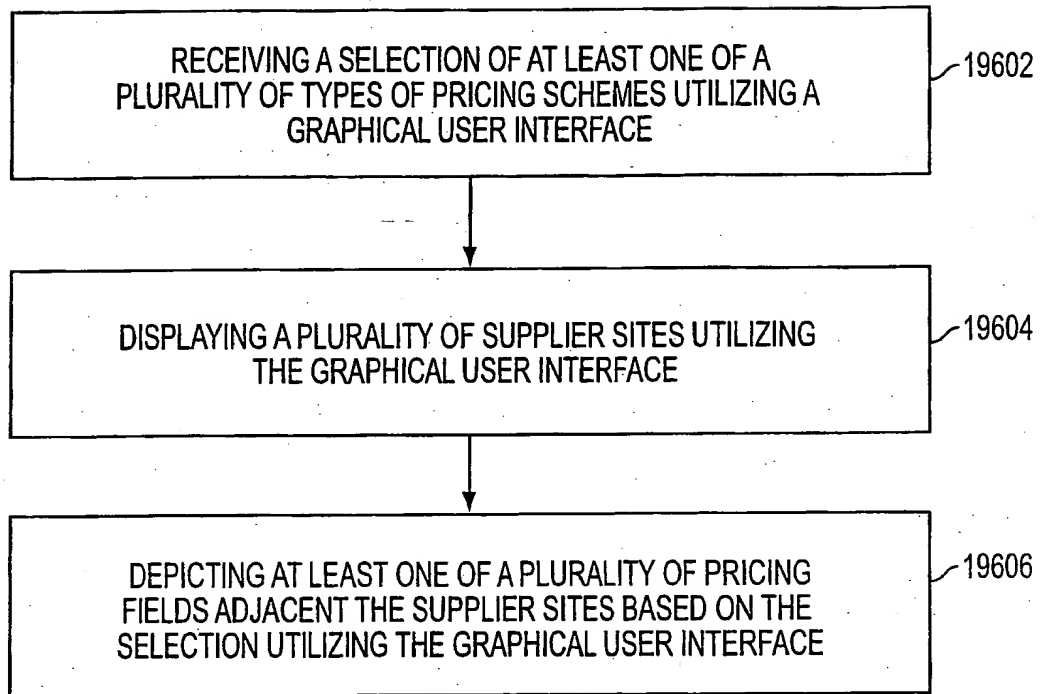 RECEIVING A SELECTION OF AT LEAST ONE OF A
PLURALITY OF TYPES OF PRICING SCHEMES UTILIZING A
GRAPHICAL USER INTERFACE
19602
DISPLAYING A PLURALITY OF SUPPLIER SITES UTILIZING
THE GRAPHICAL USER INTERFACE
19604
DEPICTING AT LEAST ONE OF A PLURALITY OF PRICING
FIELDS ADJACENT THE SUPPLIER SITES BASED ON THE
SELECTION UTILIZING THE GRAPHICAL USER INTERFACE
19606